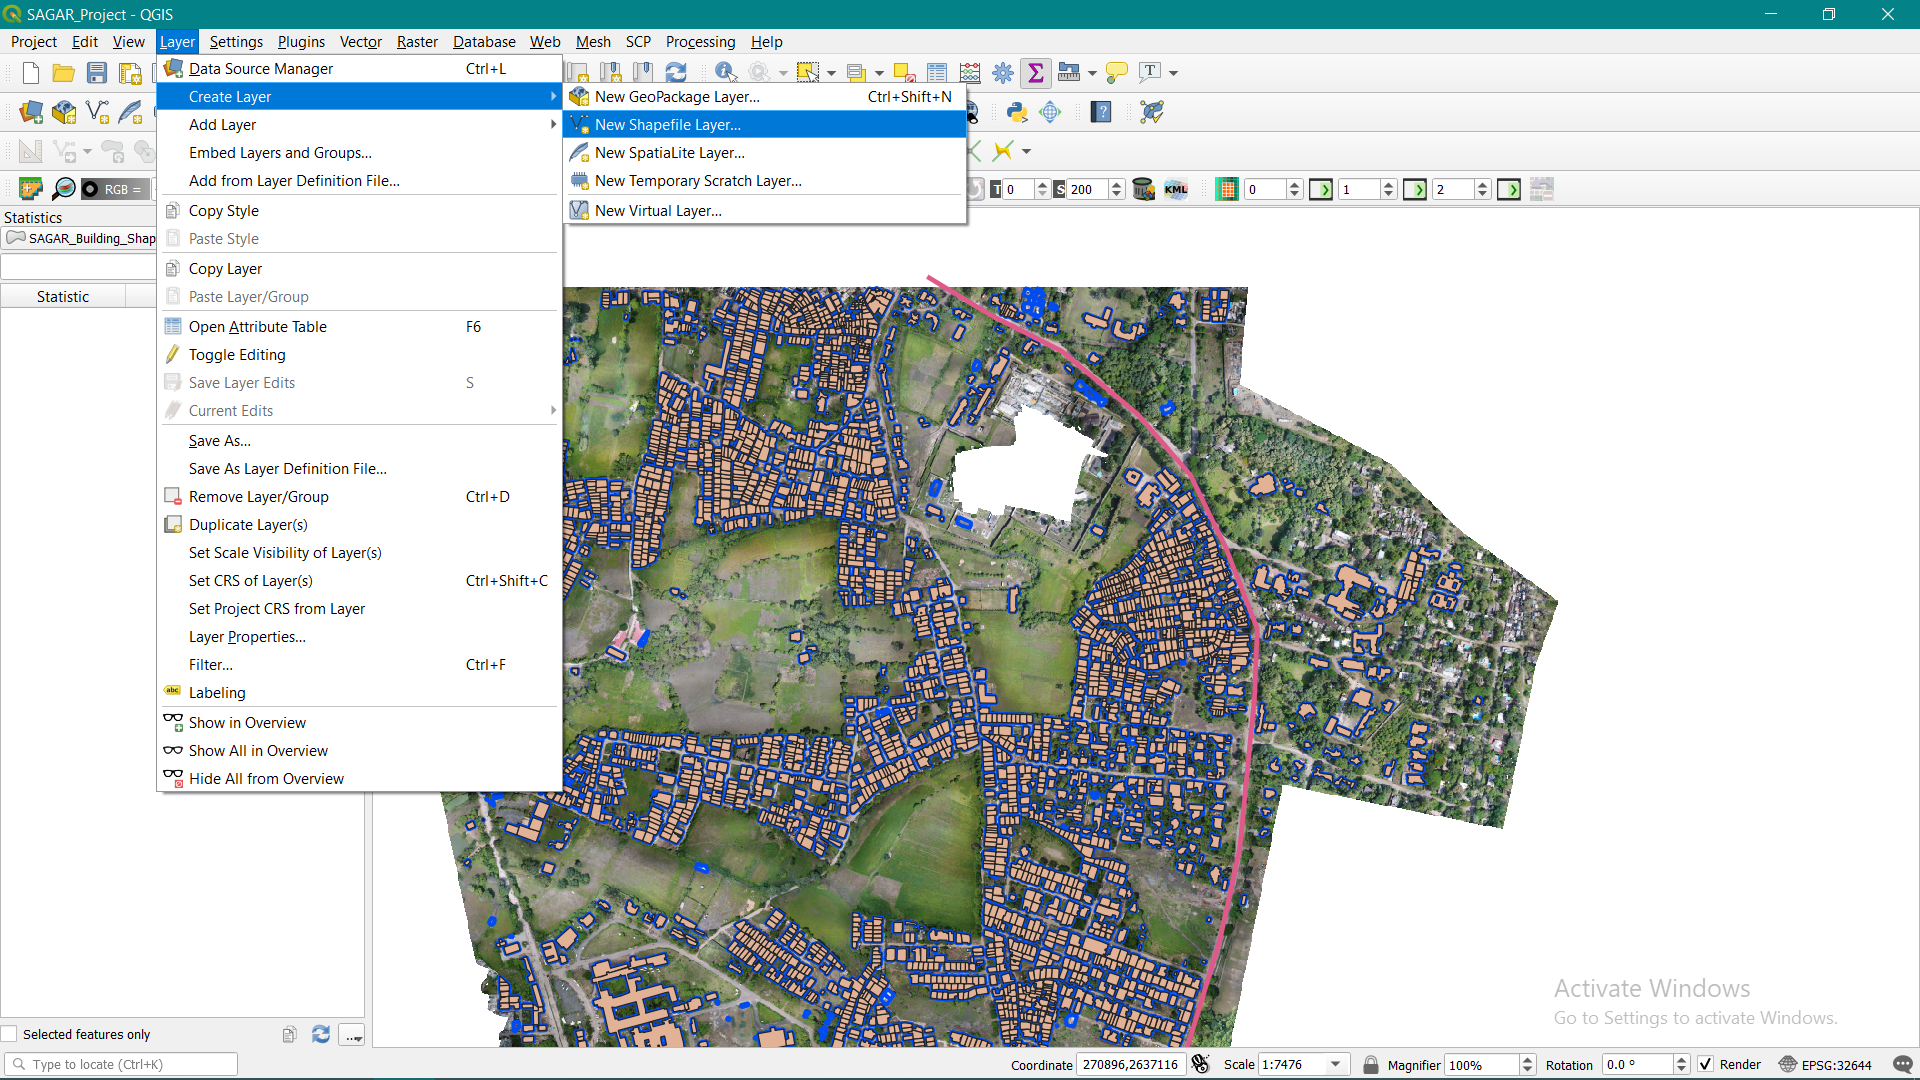 SAGAR_Project - QGIS
Project Edit View Layer Settings Plugins Vector Raster Database Web Mesh SCP Processing Help
Data Source Manager Ctrl+L
Create Layer
New GeoPackage Layer... Ctrl+Shift+N
Add Layer
New Shapefile Layer...
Embed Layers and Groups...
New SpatiaLite Layer...
Add from Layer Definition File...
New Temporary Scratch Layer...
RGB =
T 0 S 200 KML 0 1 2
Copy Style
New Virtual Layer...
Statistics
SAGAR_Building_Shap
Paste Style
Copy Layer
Statistic
Paste Layer/Group
Open Attribute Table F6
Toggle Editing
Save Layer Edits S
Current Edits
Save As...
Save As Layer Definition File...
Remove Layer/Group Ctrl+D
Duplicate Layer(s)
Set Scale Visibility of Layer(s)
Set CRS of Layer(s) Ctrl+Shift+C
Set Project CRS from Layer
Layer Properties...
Filter... Ctrl+F
abc Labeling
Show in Overview
Show All in Overview
Hide All from Overview
Activate Windows
Go to Settings to activate Windows.
Selected features only
...
Type to locate (Ctrl+K)
Coordinate 270896,2637116 Scale 1:7476 Magnifier 100% Rotation 0.0 ° Render EPSG:32644